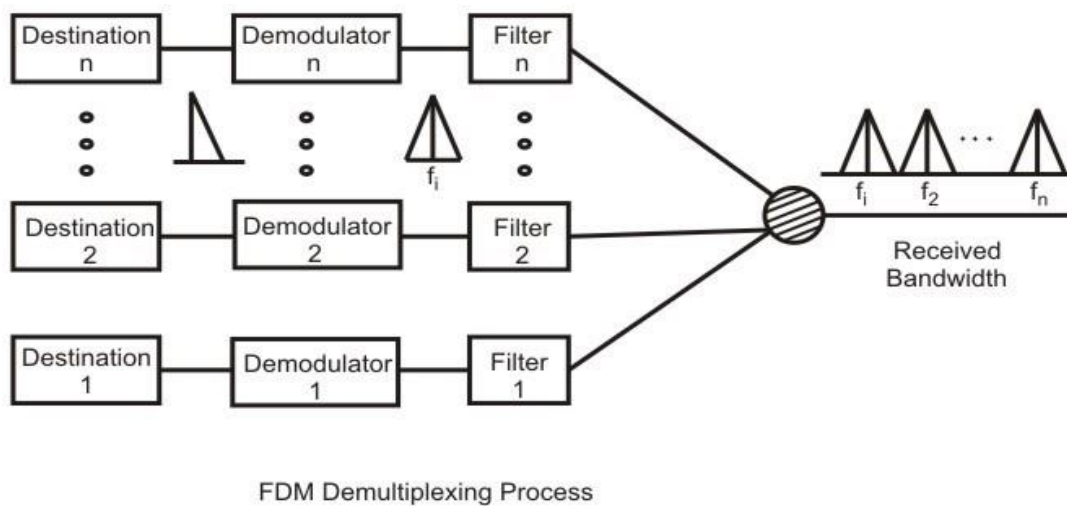 Destination
n
Demodulator
n
Filter
n
f_i
f_i
f_2
...
f_n
Destination
2
Demodulator
2
Filter
2
Received
Bandwidth
Destination
1
Demodulator
1
Filter
1
FDM Demultiplexing Process